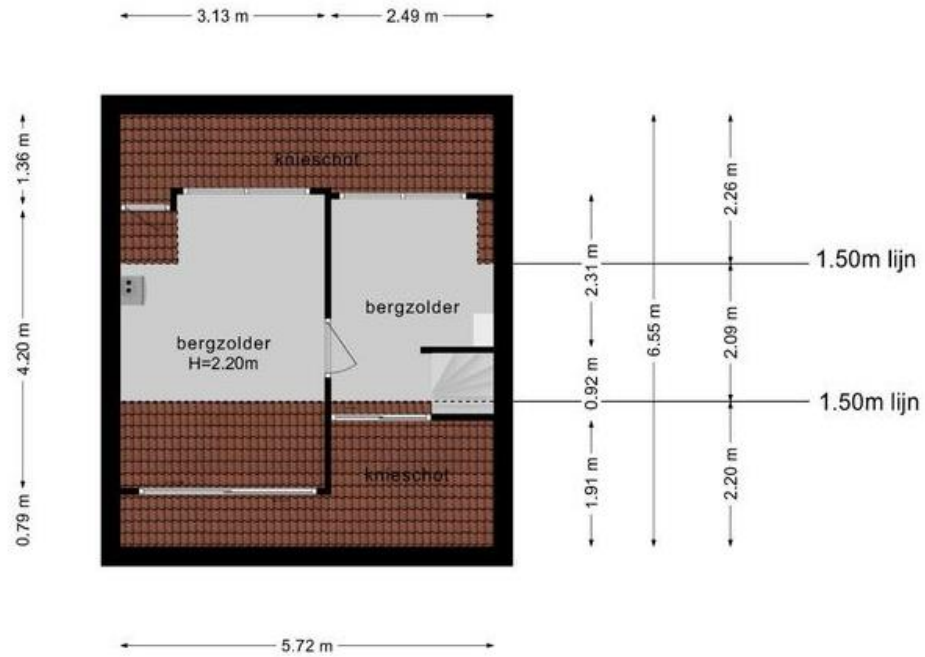 3.13 m
2.49 m
knieschot
1.36 m
2.26 m
2.31 m
1.50m lijn
bergzolder
bergzolder
H=2.20m
4.20 m
6.55 m
2.09 m
0.92 m
1.50m lijn
knieschot
1.91 m
2.20 m
0.79 m
5.72 m